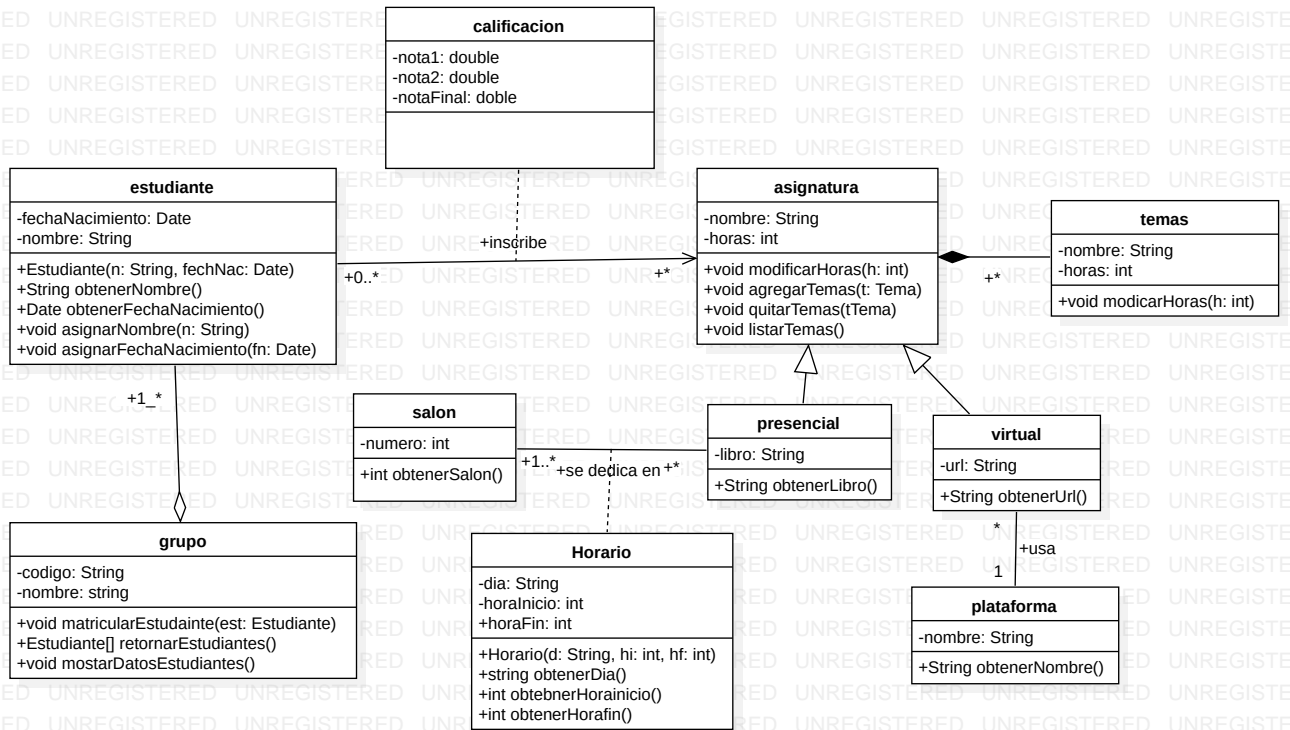 calificacion
-nota1: double
-nota2: double
-notaFinal: doble
estudiante
-fechaNacimiento: Date
-nombre: String
+Estudiante(n: String, fechNac: Date)
+String obtenerNombre()
+Date obtenerFechaNacimiento()
+void asignarNombre(n: String)
+void asignarFechaNacimiento(fn: Date)
+inscribe
+0..*
+*
asignatura
-nombre: String
-horas: int
+void modificarHoras(h: int)
+void agregarTemas(t: Tema)
+void quitarTemas(tTema)
+void listarTemas()
+*
temas
-nombre: String
-horas: int
+void modicarHoras(h: int)
+1_*
salon
-numero: int
+int obtenerSalon()
+1..*
+se dedica en
+*
presencial
-libro: String
+String obtenerLibro()
virtual
-url: String
+String obtenerUrl()
*
+usa
1
grupo
-codigo: String
-nombre: string
+void matricularEstudainte(est: Estudiante)
+Estudiante[] retornarEstudiantes()
+void mostarDatosEstudiantes()
Horario
-dia: String
-horaInicio: int
+horaFin: int
+Horario(d: String, hi: int, hf: int)
+string obtenerDia()
+int obtebnerHorainicio()
+int obtenerHorafin()
plataforma
-nombre: String
+String obtenerNombre()
UNREGISTERED